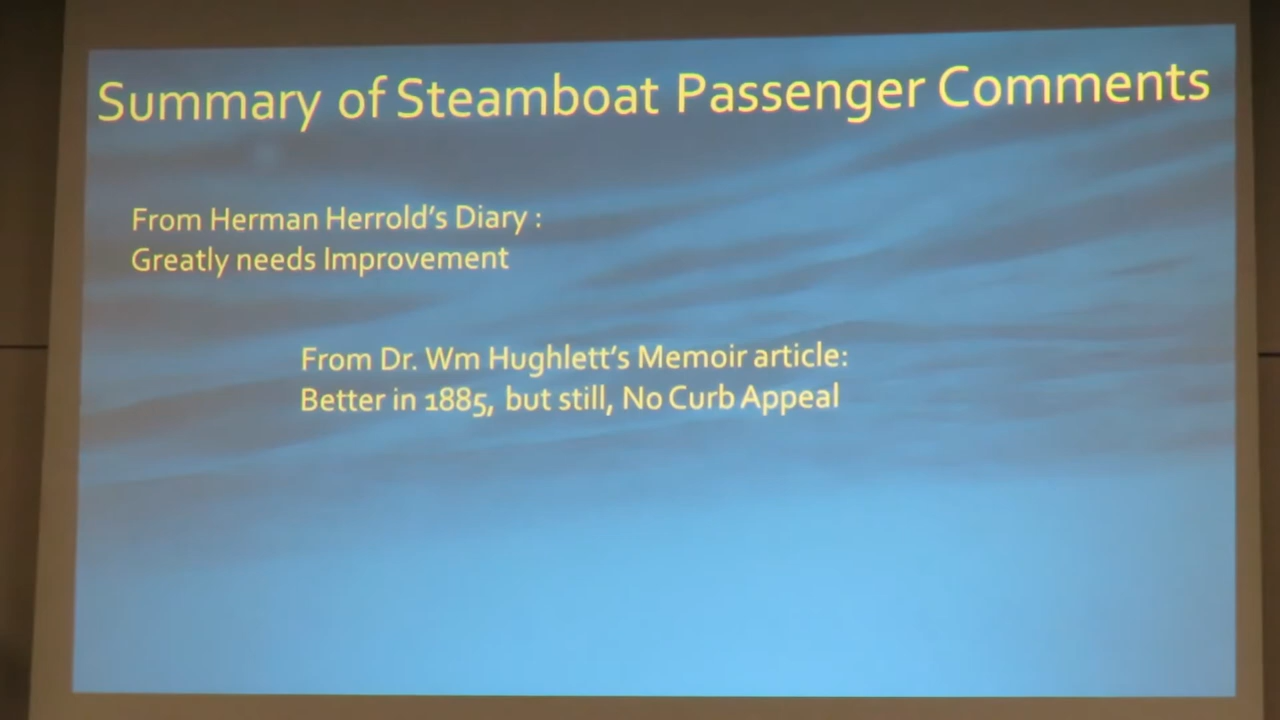 Summary of Steamboat Passenger Comments
From Herman Herrold's Diary :
Greatly needs Improvement
From Dr. Wm Hughlett's Memoir article:
Better in 1885, but still, No Curb Appeal